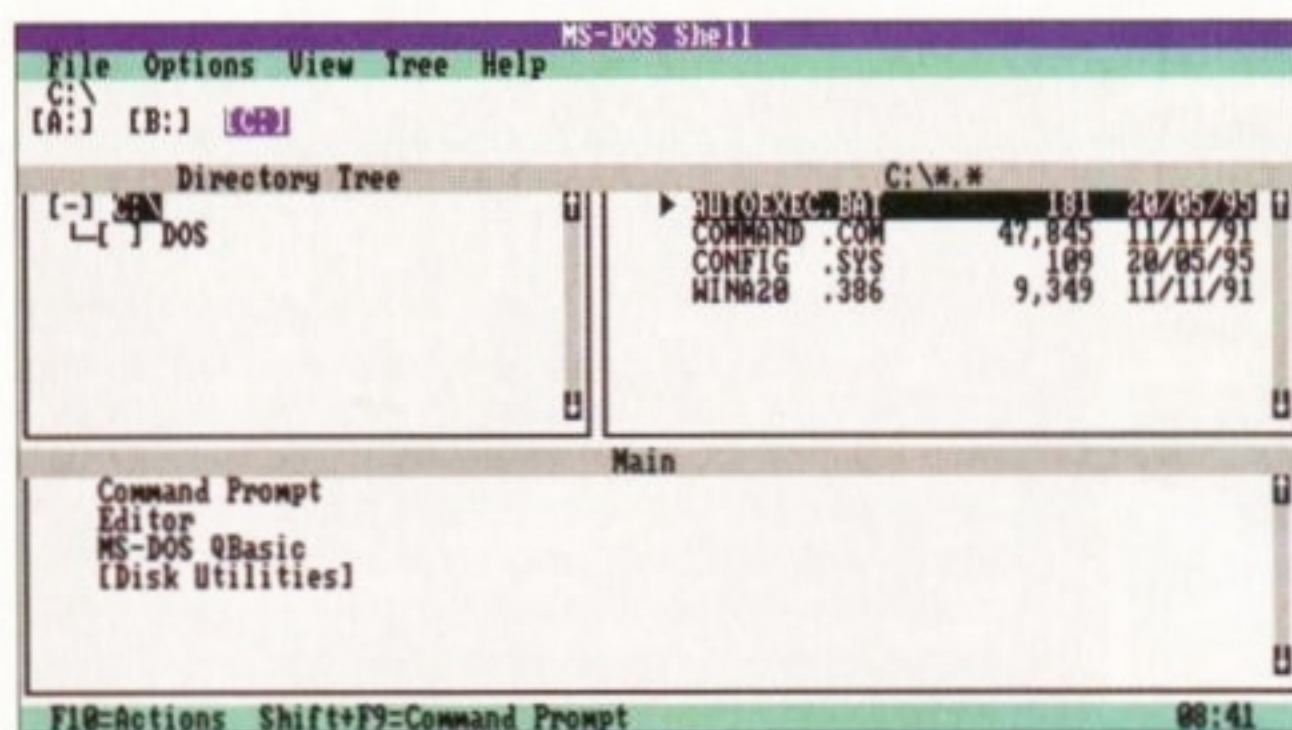 MS-DOS Shell
File Options View Tree Help
C:\
[A:] [B:] [C:]
Directory Tree
[-] C:\
[ ] DOS
C:\*.*
AUTOEXEC.BAT 181 20/05/95
COMMAND .COM 47,845 11/11/91
CONFIG .SYS 109 20/05/95
WINA20 .386 9,349 11/11/91
Main
Command Prompt
Editor
MS-DOS QBasic
[Disk Utilities]
F10=Actions Shift+F9=Command Prompt 08:41